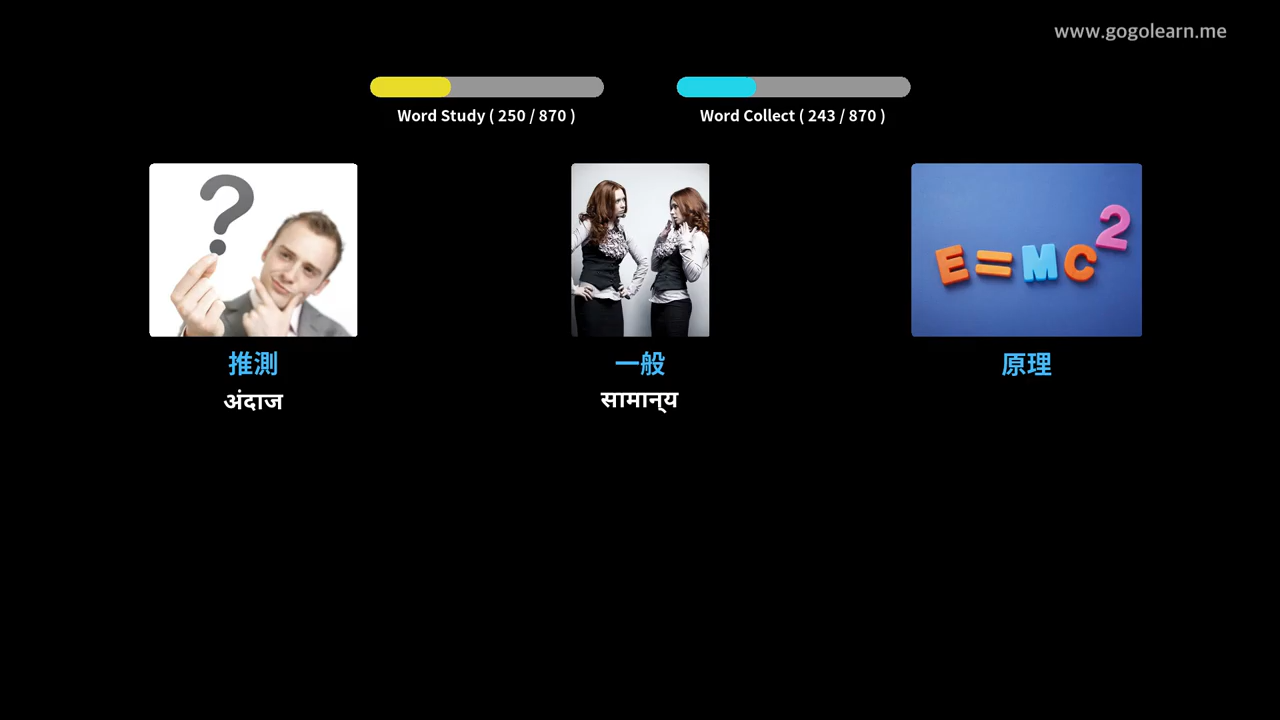 www.gogolearn.me
Word Study ( 250 / 870 )
Word Collect ( 243 / 870 )
?
E=MC2
推測
一般
原理
अंदाज
सामान्‌य